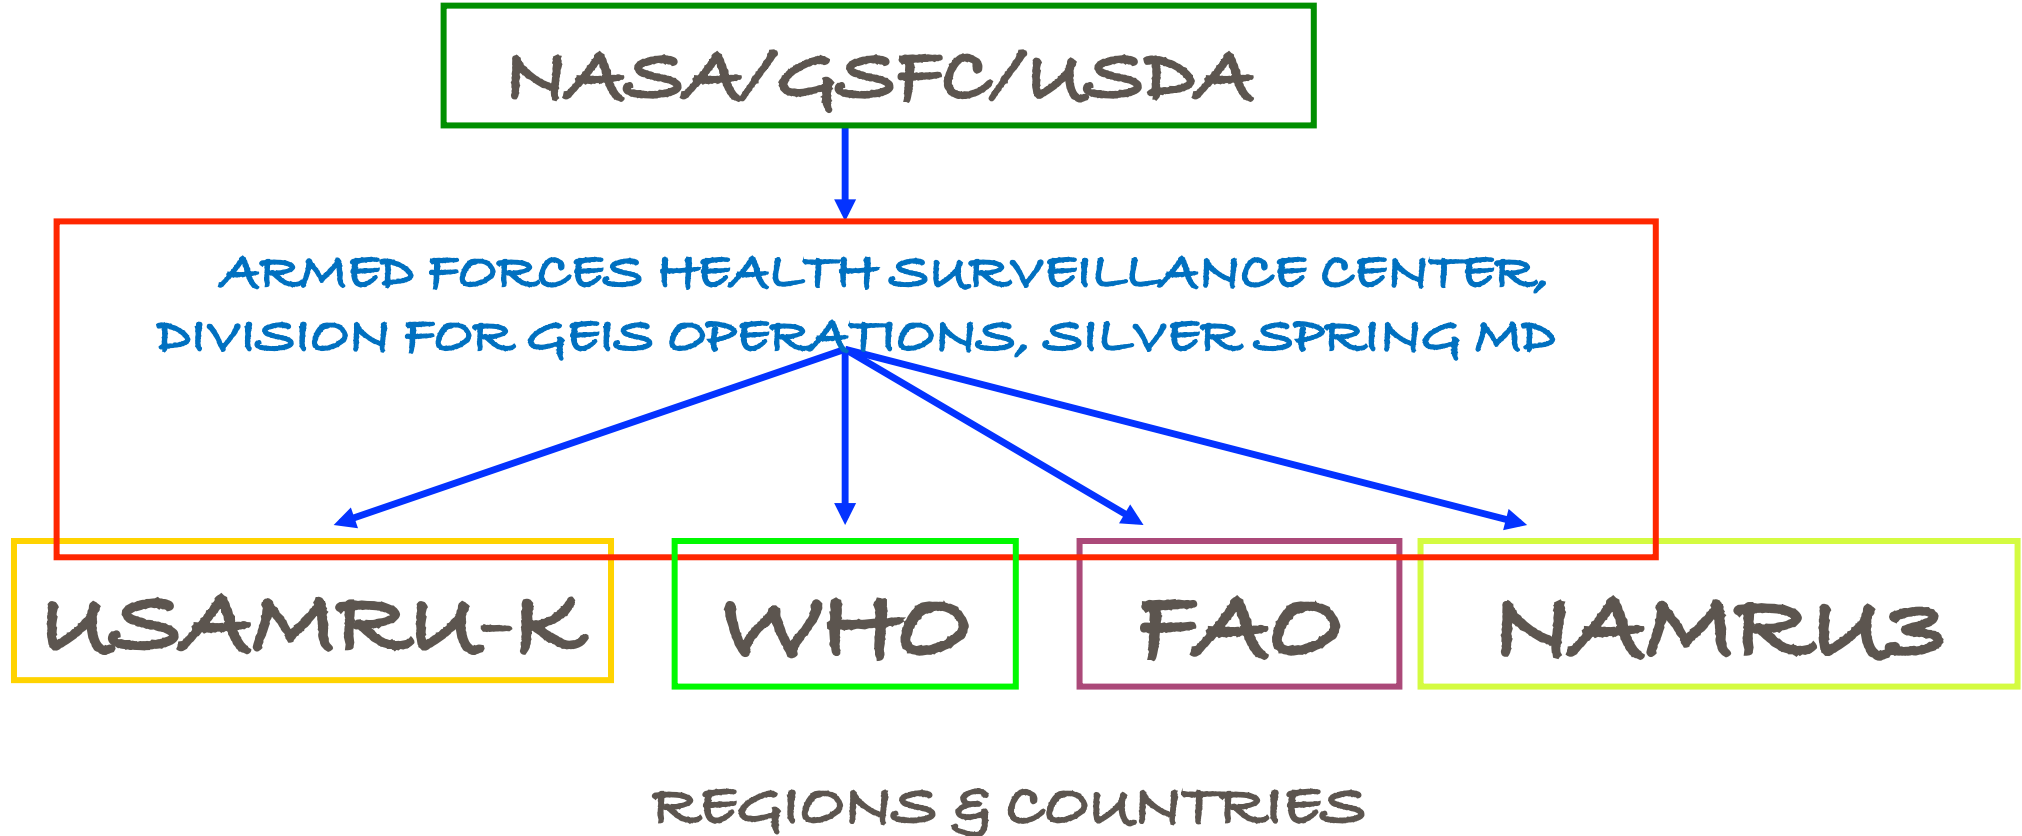 NASA/GSFC/USDA
ARMED FORCES HEALTH SURVEILLANCE CENTER,
DIVISION FOR GEIS OPERATIONS, SILVER SPRING MD
USAMRU-K WHO FAO NAMRU3
REGIONS & COUNTRIES